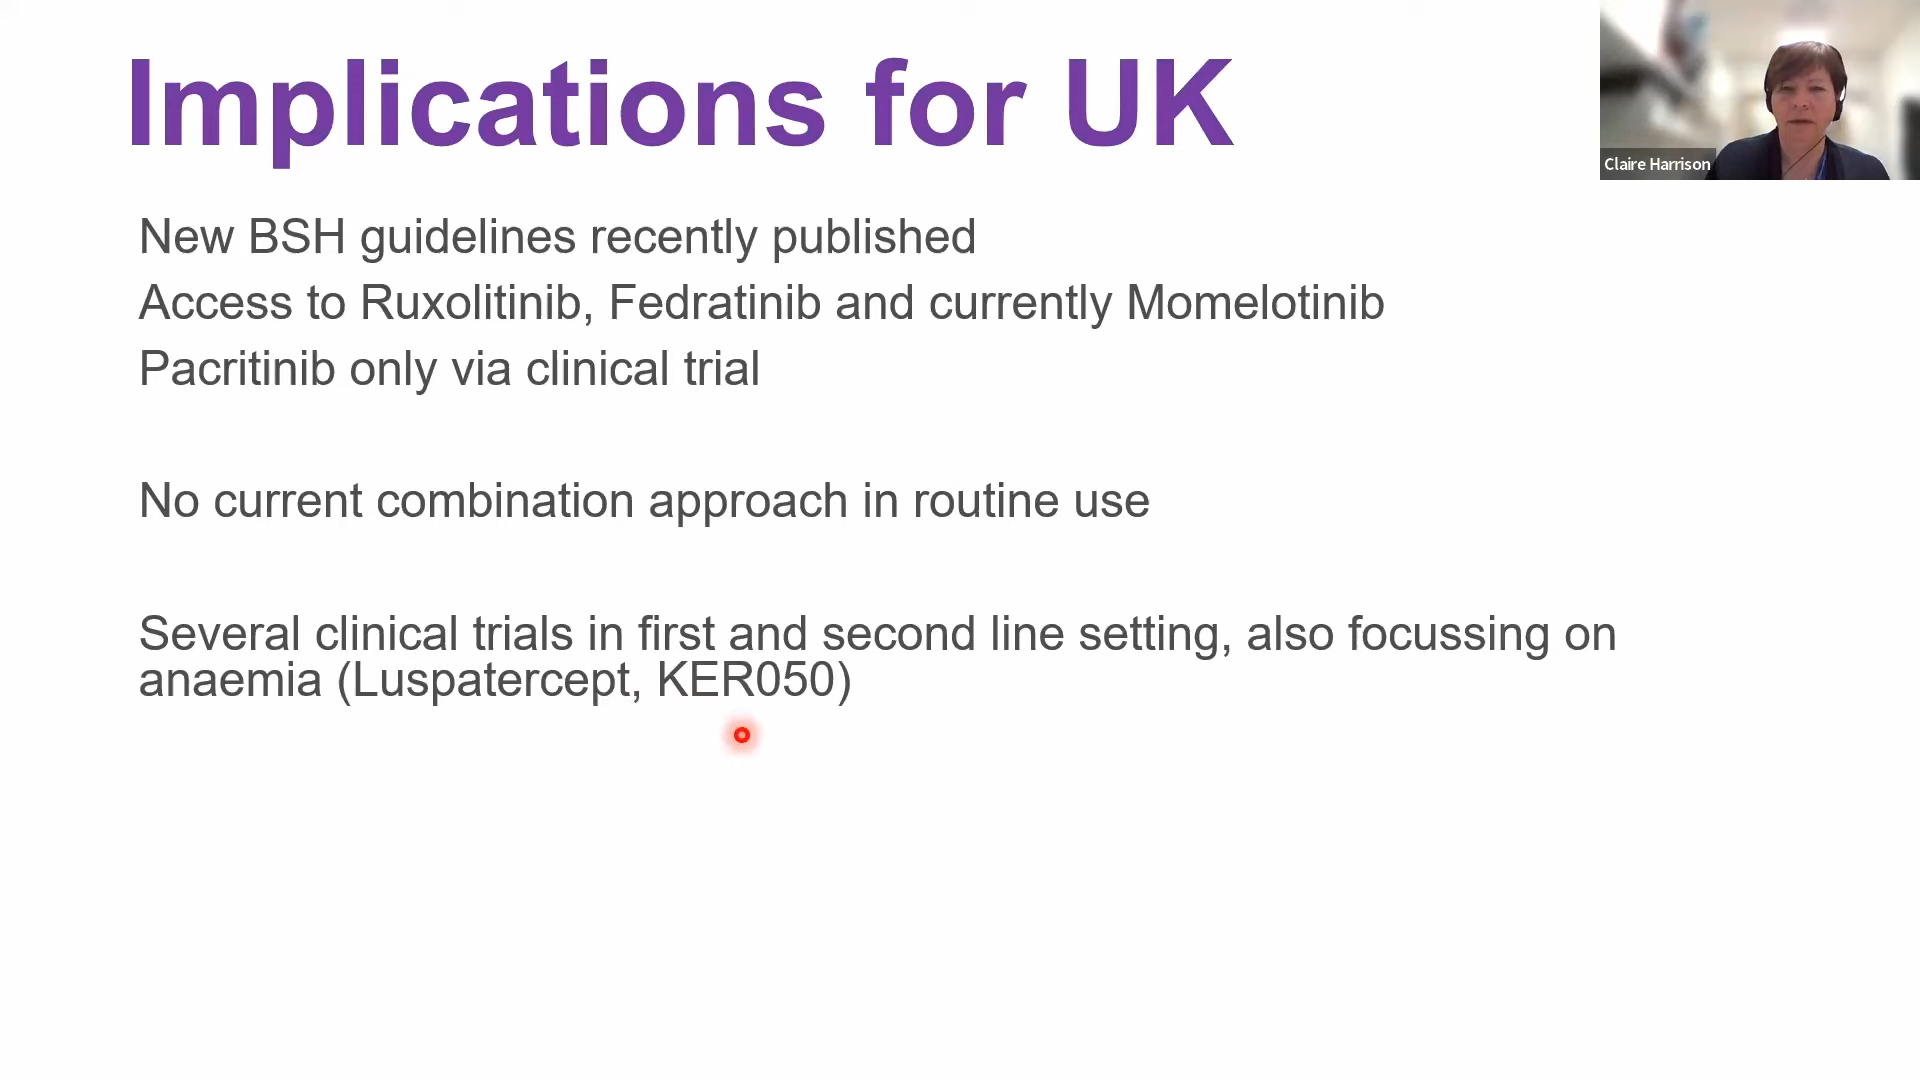 Implications for UK
Claire Harrison
New BSH guidelines recently published
Access to Ruxolitinib, Fedratinib and currently Momelotinib
Pacritinib only via clinical trial
No current combination approach in routine use
Several clinical trials in first and second line setting, also focussing on
anaemia (Luspatercept, KER050)